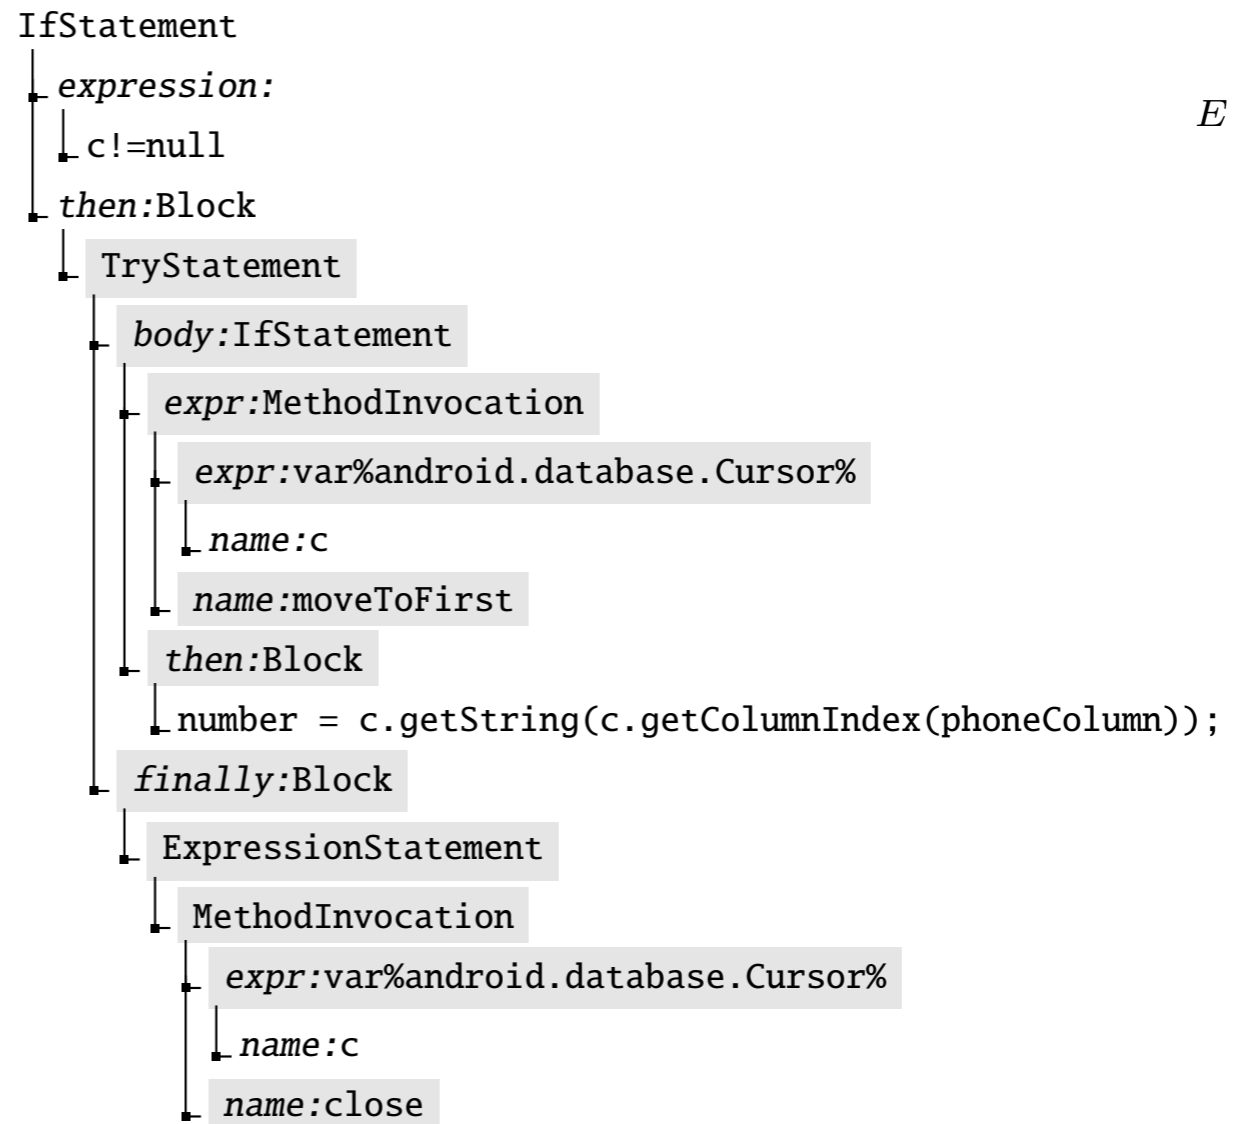 IfStatement
expression:
E
c!=null
then:Block
TryStatement
body:IfStatement
expr:MethodInvocation
expr:var%android.database.Cursor%
name:c
name:moveToFirst
then:Block
number = c.getString(c.getColumnIndex(phoneColumn));
finally:Block
ExpressionStatement
MethodInvocation
expr:var%android.database.Cursor%
name:c
name:close